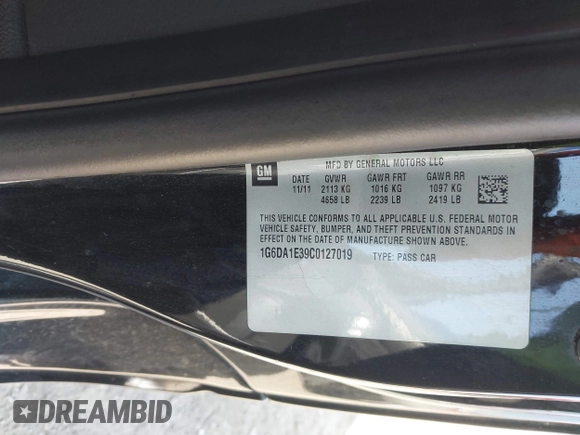 GM
MFD BY GENERAL MOTORS LLC
DATE GVWR GAWR FRT GAWR RR
11/11 2113 KG 1016 KG 1097 KG
4658 LB 2239 LB 2419 LB
THIS VEHICLE CONFORMS TO ALL APPLICABLE U.S. FEDERAL MOTOR
VEHICLE SAFETY, BUMPER, AND THEFT PREVENTION STANDARDS
IN EFFECT ON THE DATE OF MANUFACTURE SHOWN ABOVE.
1G6DA1E39C0127019 TYPE: PASS CAR
DREAMBID